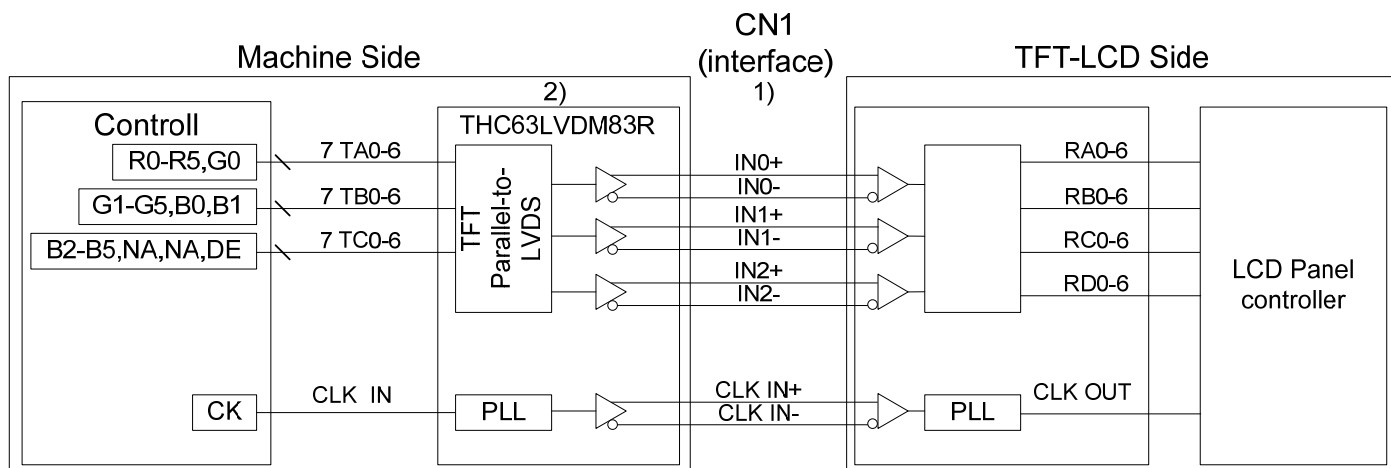 CN1
(interface)
1)
Machine Side
TFT-LCD Side
2)
THC63LVDM83R
Controll
R0-R5,G0
7 TA0-6
G1-G5,B0,B1
7 TB0-6
B2-B5,NA,NA,DE
7 TC0-6
TFT
Parallel-to-
LVDS
IN0+
IN0-
IN1+
IN1-
IN2+
IN2-
RA0-6
RB0-6
RC0-6
RD0-6
LCD Panel
controller
CK
CLK IN
PLL
CLK IN+
CLK IN-
PLL
CLK OUT